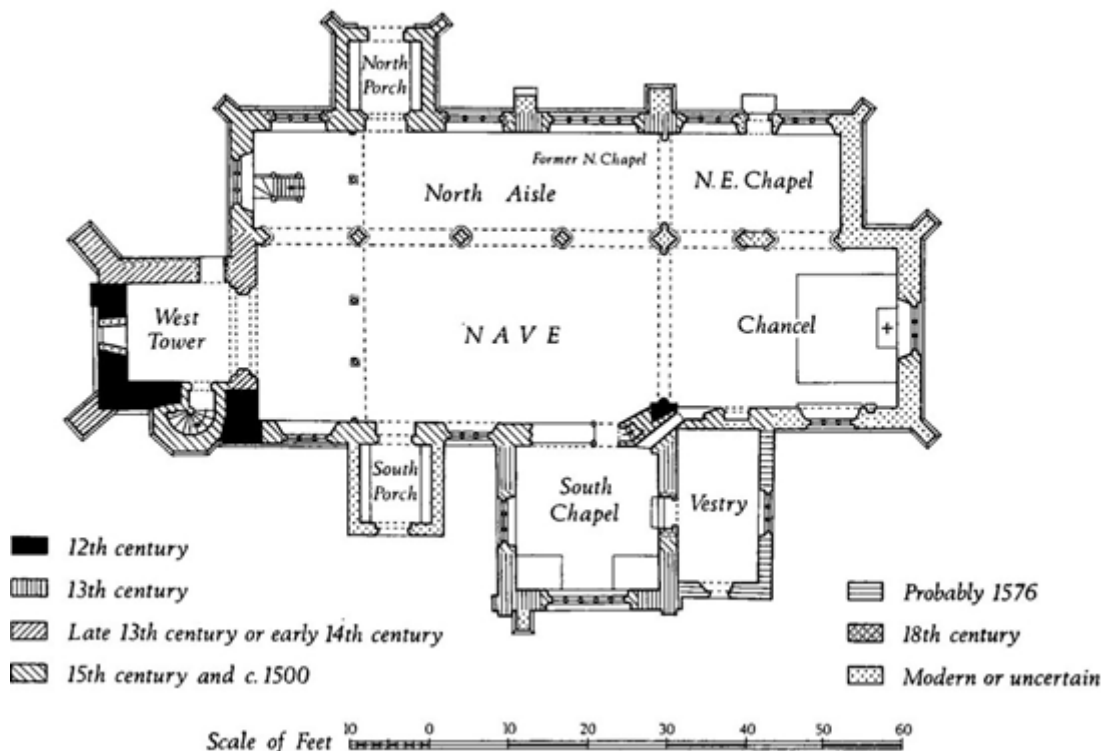 North
Porch
Former N. Chapel
North Aisle
N.E. Chapel
West
Tower
NAVE
Chancel
South
Porch
South
Chapel
Vestry
12th century
13th century
Late 13th century or early 14th century
15th century and c.1500
Probably 1576
18th century
Modern or uncertain
Scale of Feet
10 0 10 20 30 40 50 60